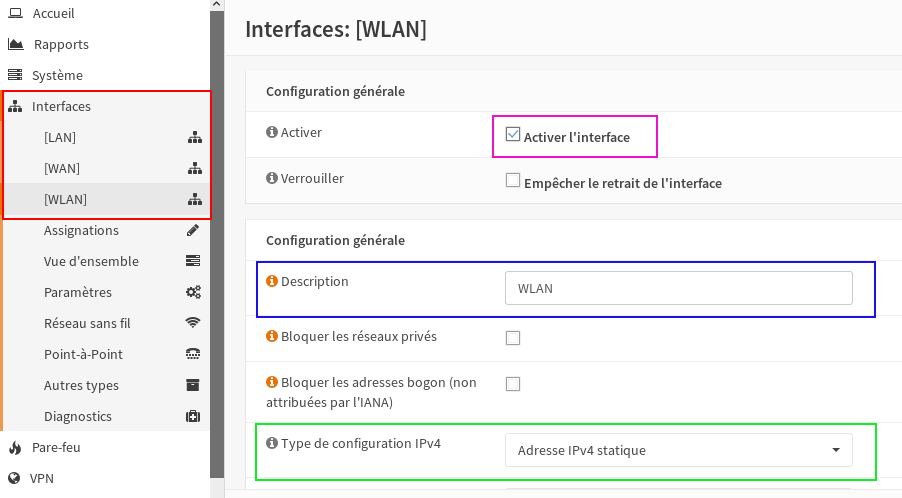 Accueil
Rapports
Système
Interfaces
[LAN]
[WAN]
[WLAN]
Assignations
Vue d'ensemble
Paramètres
Réseau sans fil
Point-à-Point
Autres types
Diagnostics
Pare-feu
VPN
Interfaces: [WLAN]
Configuration générale
Activer
Activer l'interface
Verrouiller
Empêcher le retrait de l'interface
Configuration générale
Description
WLAN
Bloquer les réseaux privés
Bloquer les adresses bogon (non
attribuées par l'IANA)
Type de configuration IPv4
Adresse IPv4 statique